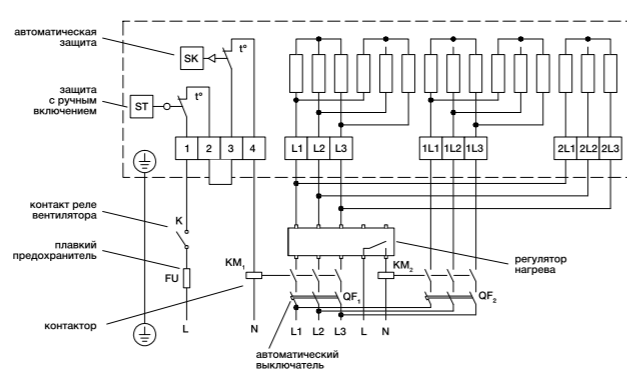 автоматическая
защита
SK
t°
защита
с ручным
включением
ST
t°
1 2 3 4
L1 L2 L3
1L1 1L2 1L3
2L1 2L2 2L3
контакт реле
вентилятора
K
плавкий
предохранитель
FU
KM1
KM2
регулятор
нагрева
QF1
QF2
контактор
L N L1 L2 L3 L N
автоматический
выключатель